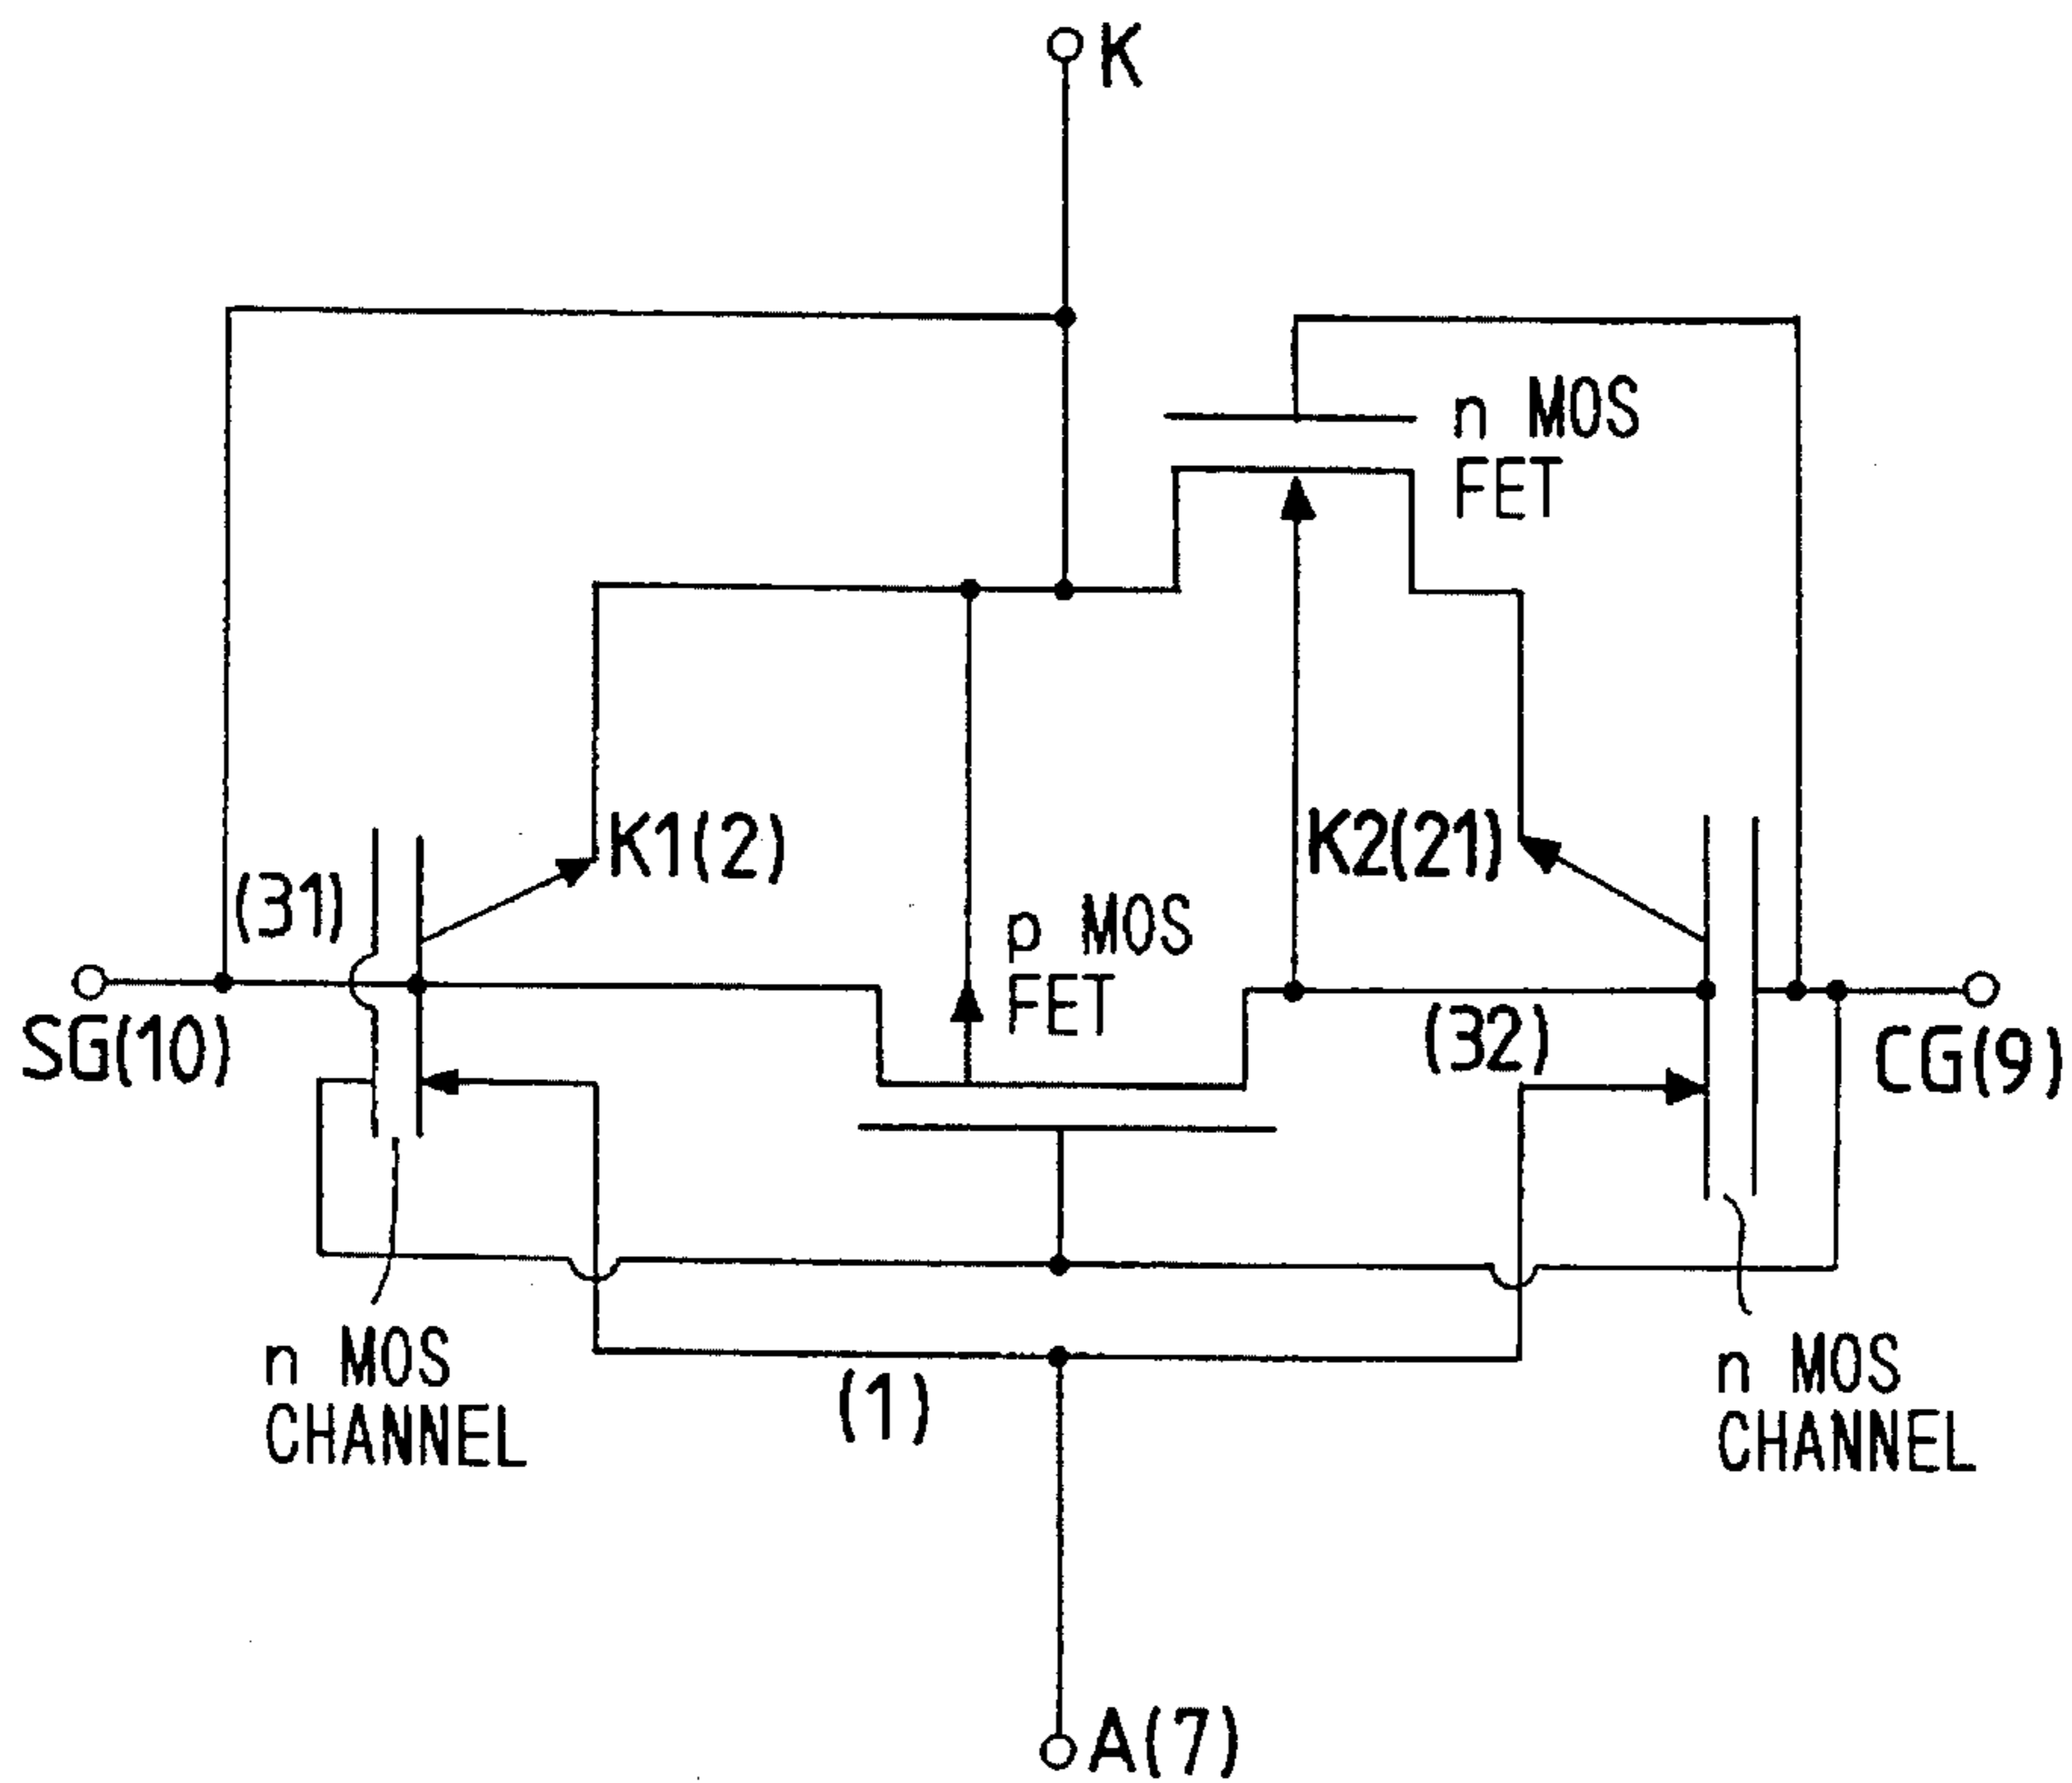 K
n MOS
FET
K1(2)
K2(21)
(31)
p MOS
FET
SG(10)
(32)
CG(9)
n MOS
CHANNEL
(1)
n MOS
CHANNEL
A(7)